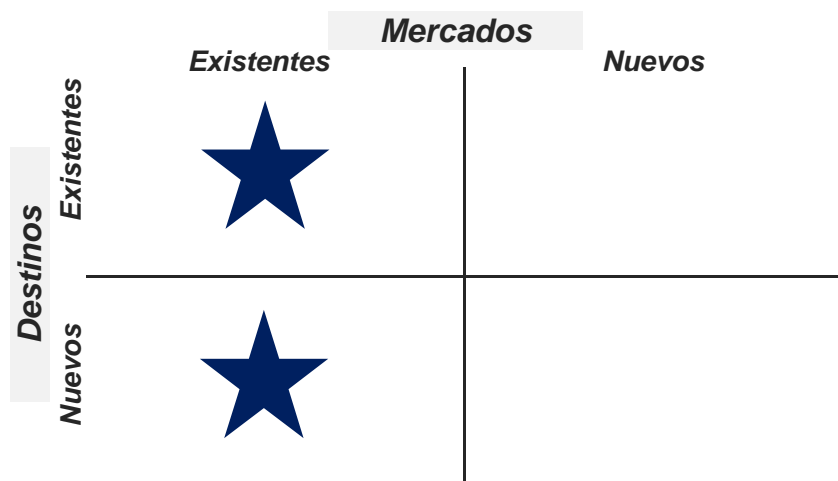 Mercados
Existentes
Nuevos
Destinos
Existentes
Nuevos